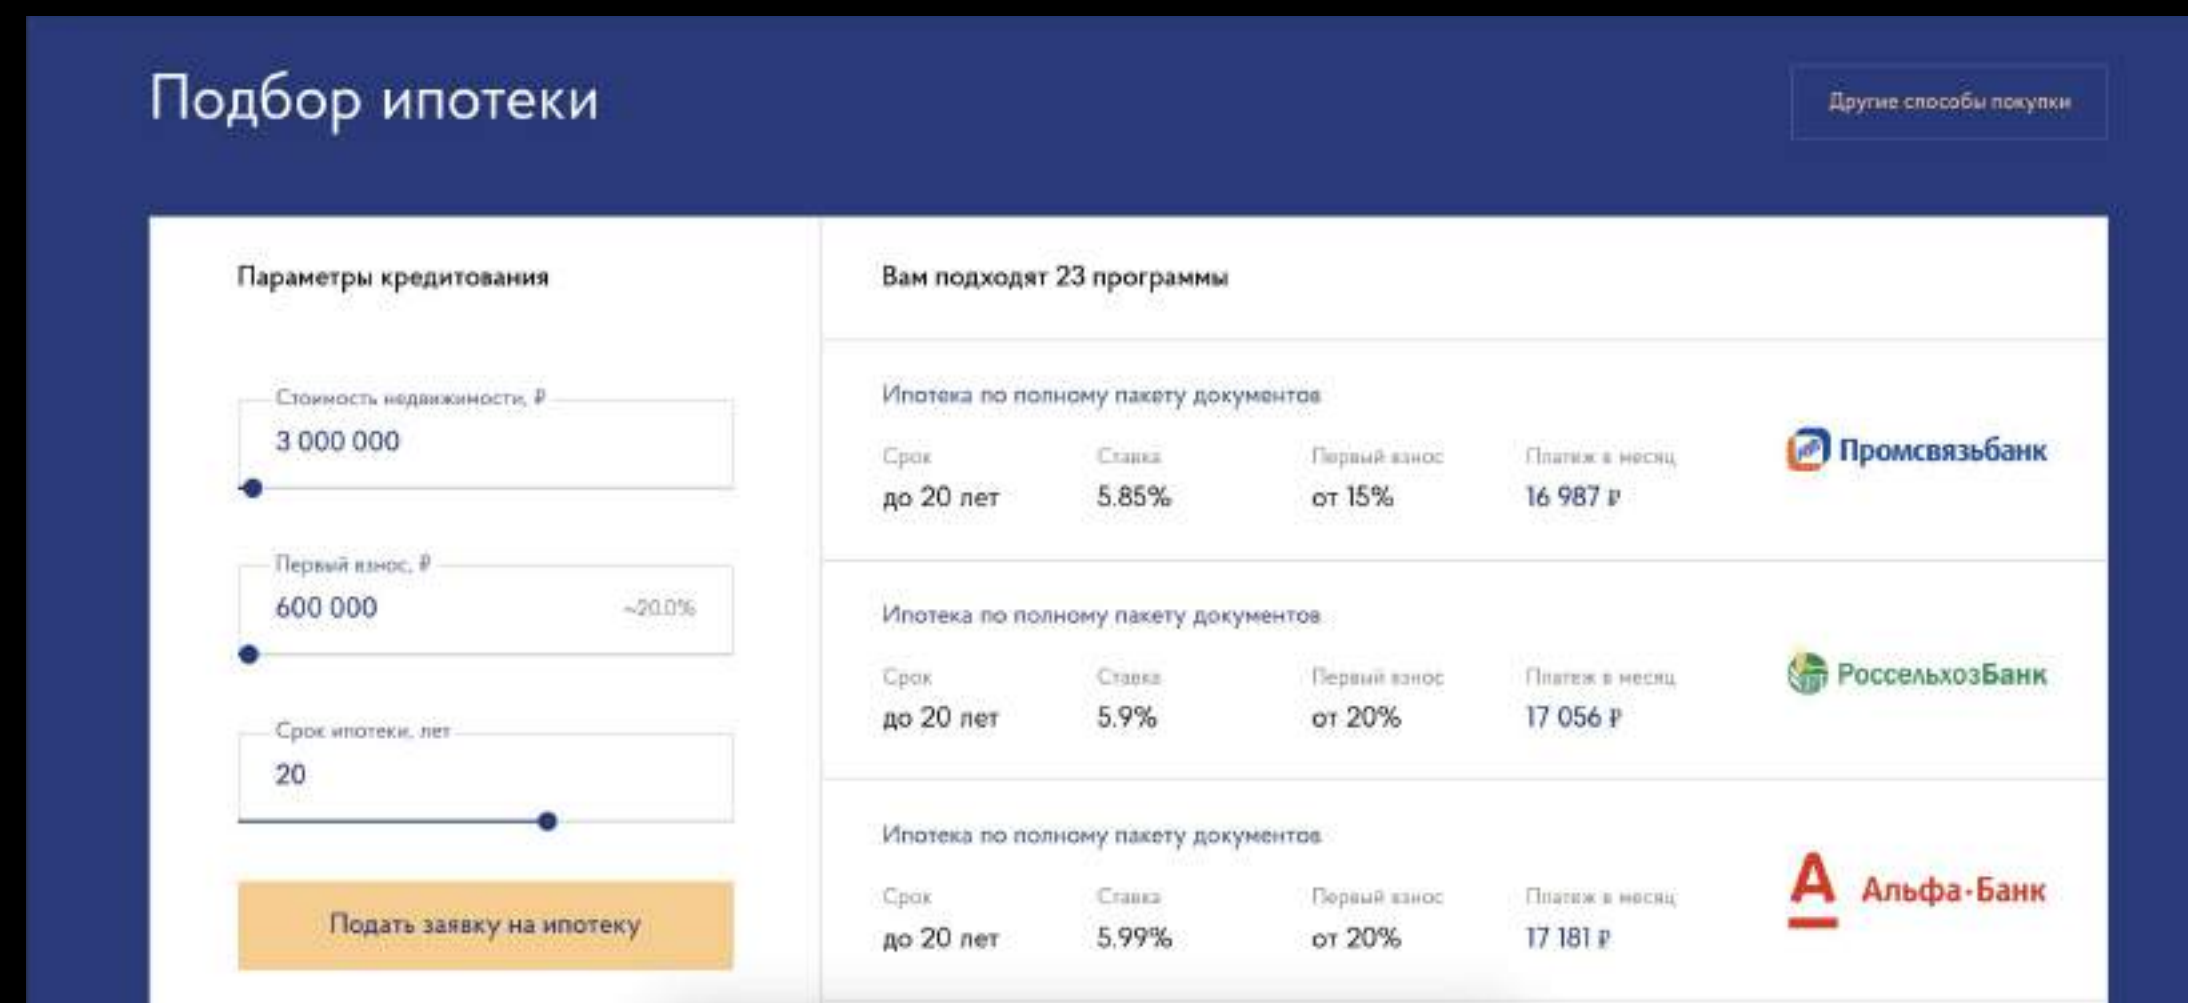 Подбор ипотеки
Другие способы покупки
Параметры кредитования
Стоимость недвижимости, ₽
3 000 000
Первый взнос, ₽
600 000 ~20.0%
Срок ипотеки, лет
20
Подать заявку на ипотеку
Вам подходят 23 программы
Ипотека по полному пакету документов
Срок Ставка Первый взнос Платеж в месяц
до 20 лет 5.85% от 15% 16 987 ₽
Промсвязьбанк
Ипотека по полному пакету документов
Срок Ставка Первый взнос Платеж в месяц
до 20 лет 5.9% от 20% 17 056 ₽
РоссельхозБанк
Ипотека по полному пакету документов
Срок Ставка Первый взнос Платеж в месяц
до 20 лет 5.99% от 20% 17 181 ₽
А Альфа·Банк